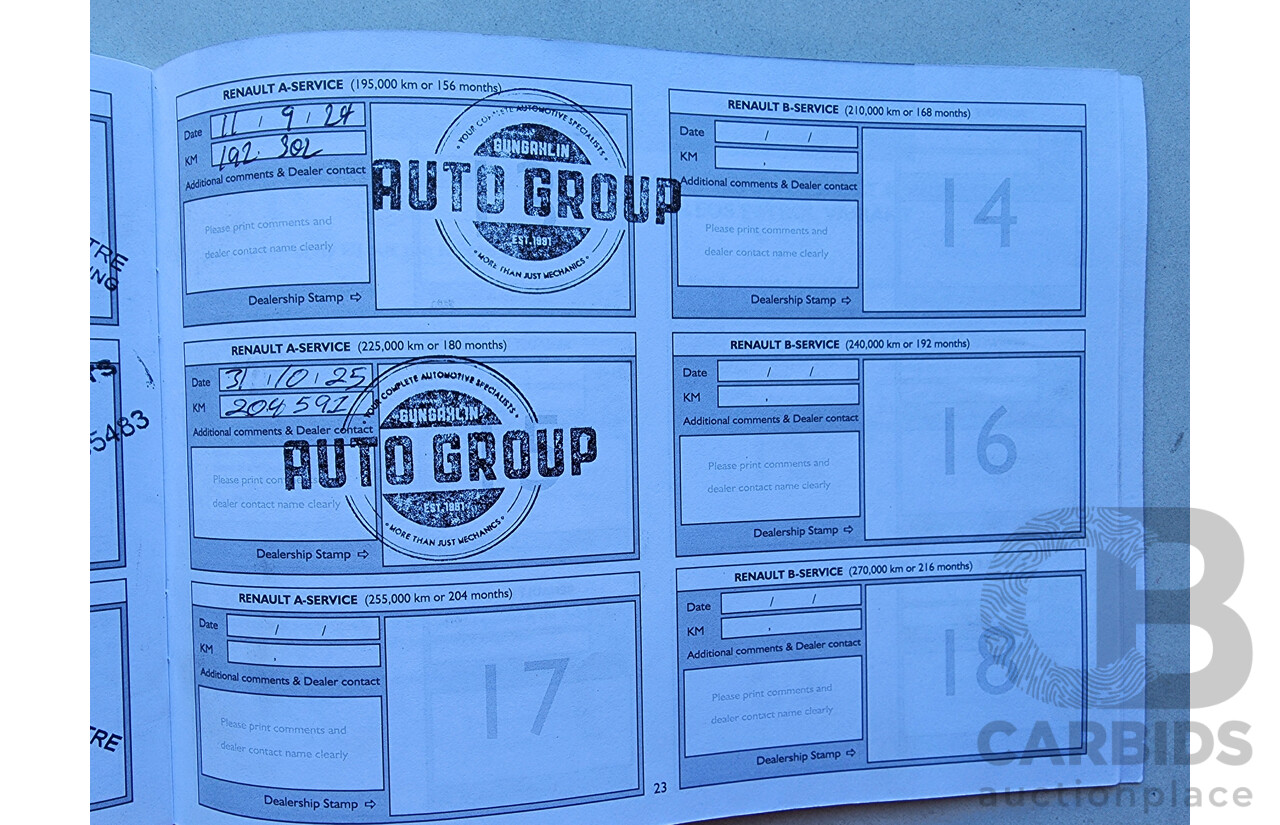 TRE
NG
5483
RE
RENAULT A-SERVICE (195,000 km or 156 months)
Date 11 / 9 / 24
KM 192 302
Additional comments & Dealer contact
Please print comments and
dealer contact name clearly
Dealership Stamp ⇨
YOUR COMPLETE AUTOMOTIVE SPECIALISTS
GUNGAHLIN
AUTO GROUP
EST.1991
MORE THAN JUST MECHANICS
RENAULT B-SERVICE (210,000 km or 168 months)
Date / /
KM .
Additional comments & Dealer contact
Please print comments and
dealer contact name clearly
Dealership Stamp ⇨
14
RENAULT A-SERVICE (225,000 km or 180 months)
Date 31 / 10 / 25
KM 204 591
Additional comments & Dealer contact
Please print
dealer contact name clearly
Dealership Stamp ⇨
YOUR COMPLETE AUTOMOTIVE SPECIALISTS
GUNGAHLIN
AUTO GROUP
EST.1991
MORE THAN JUST MECHANICS
RENAULT B-SERVICE (240,000 km or 192 months)
Date / /
KM .
Additional comments & Dealer contact
Please print comments and
dealer contact name clearly
Dealership Stamp ⇨
16
RENAULT A-SERVICE (255,000 km or 204 months)
Date / /
KM .
Additional comments & Dealer contact
Please print comments and
dealer contact name clearly
Dealership Stamp ⇨
17
RENAULT B-SERVICE (270,000 km or 216 months)
Date / /
KM .
Additional comments & Dealer contact
Please print comments and
dealer contact name clearly
Dealership Stamp ⇨
18
23
CB
CARBIDS
auctionplace